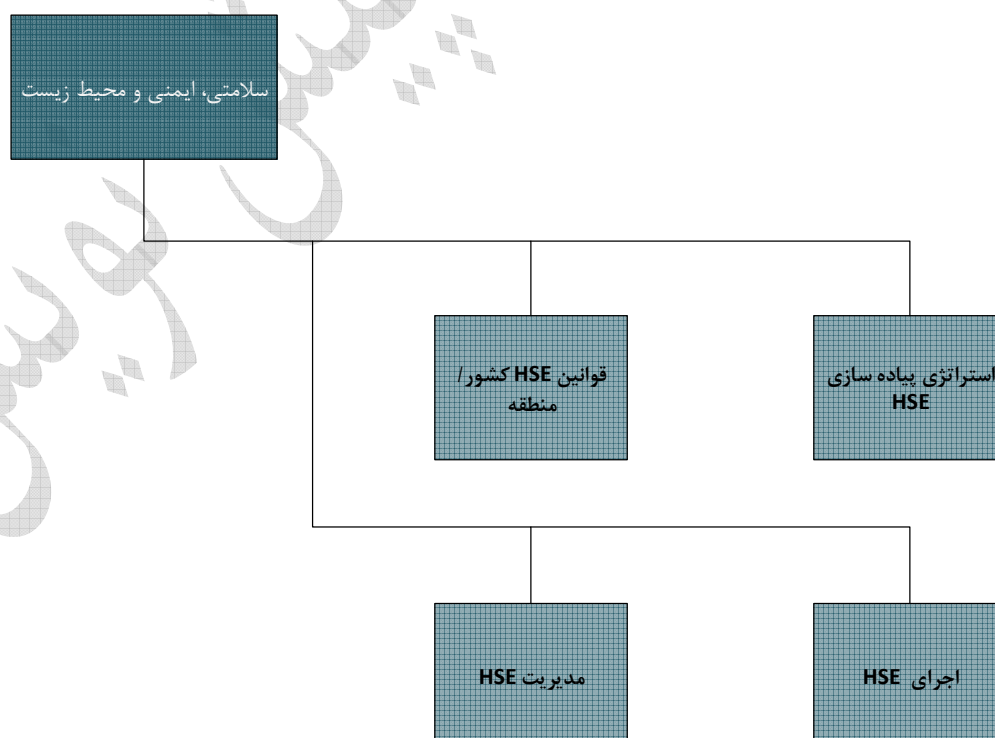 سلامتی، ایمنی و محیط زیست
استراتژی پیاده سازی
HSE
قوانین HSE کشور/
منطقه
اجرای HSE
مدیریت HSE